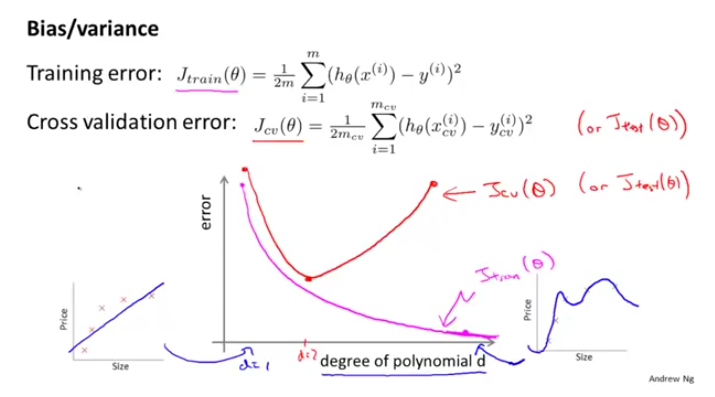 Bias/variance
Training error: J_train(θ) = 1/2m ∑_{i=1}^{m} (h_θ(x^{(i)}) − y^{(i)})²
Cross validation error: J_cv(θ) = 1/2m_cv ∑_{i=1}^{m_cv} (h_θ(x_cv^{(i)}) − y_cv^{(i)})² (or J_test(θ))
error
J_cv(θ) (or J_test(θ))
J_train(θ)
Price
Size
Price
Size
d=1
d=2
degree of polynomial d
Andrew Ng